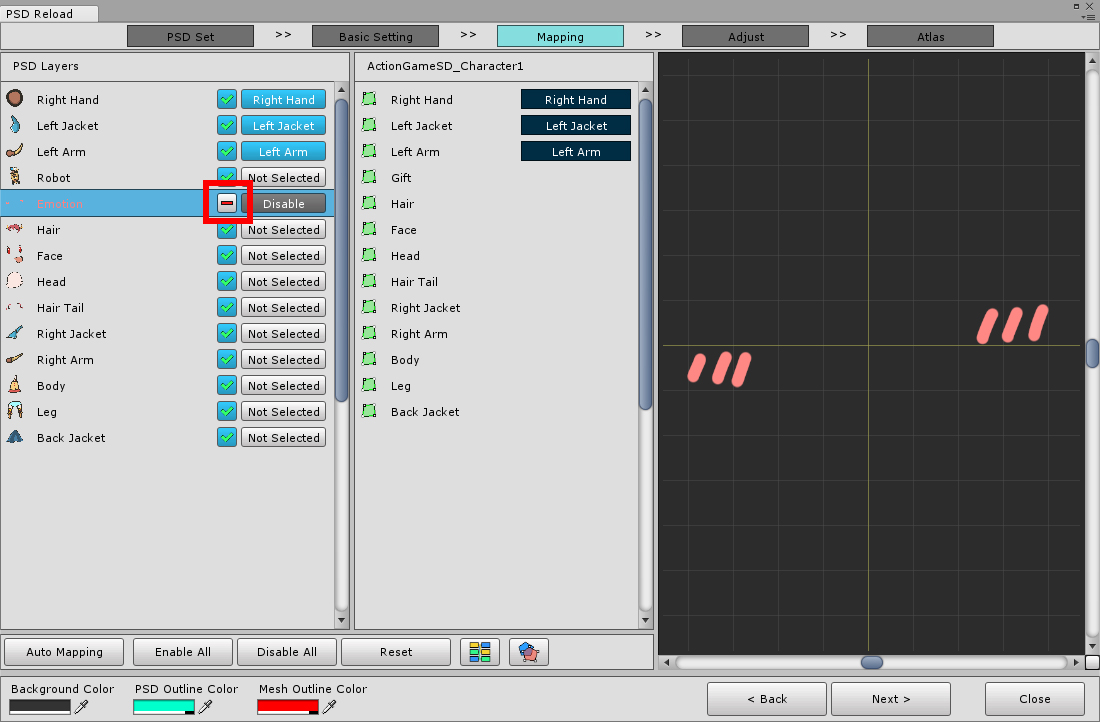 PSD Reload
PSD Set >> Basic Setting >> Mapping >> Adjust >> Atlas
PSD Layers
Right Hand Right Hand
Left Jacket Left Jacket
Left Arm Left Arm
Robot Not Selected
Emotion Disable
Hair Not Selected
Face Not Selected
Head Not Selected
Hair Tail Not Selected
Right Jacket Not Selected
Right Arm Not Selected
Body Not Selected
Leg Not Selected
Back Jacket Not Selected
ActionGameSD_Character1
Right Hand Right Hand
Left Jacket Left Jacket
Left Arm Left Arm
Gift
Hair
Face
Head
Hair Tail
Right Jacket
Right Arm
Body
Leg
Back Jacket
Auto Mapping Enable All Disable All Reset
Background Color PSD Outline Color Mesh Outline Color
< Back Next > Close